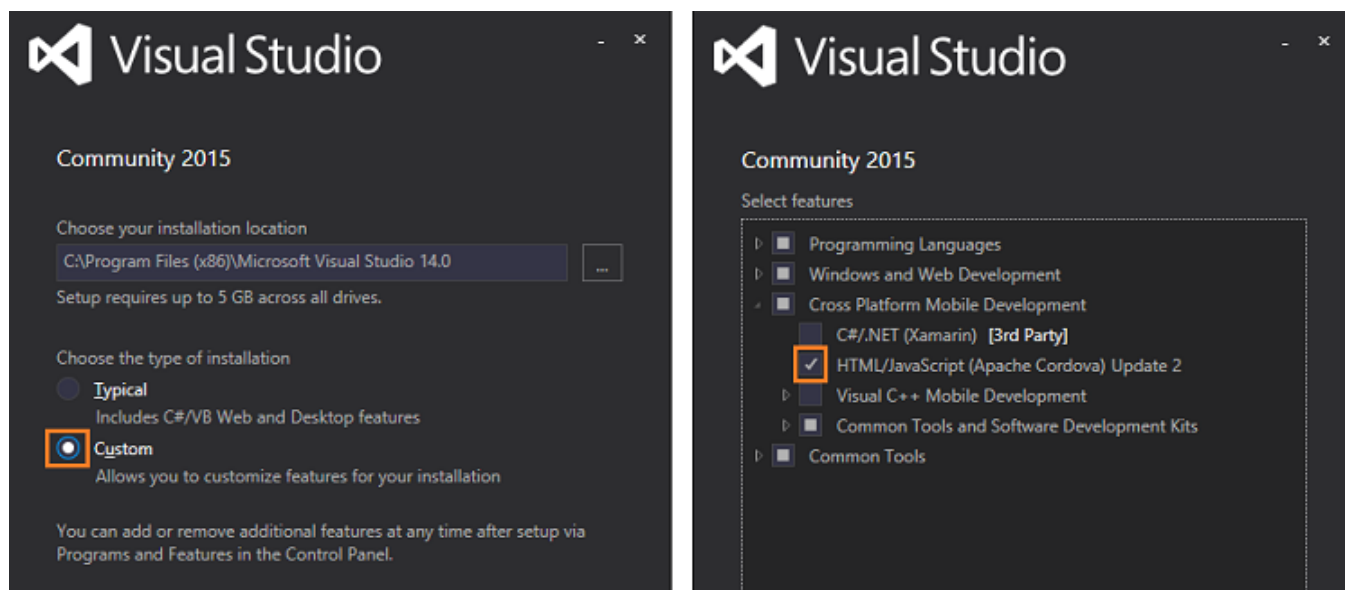 Visual Studio
Community 2015
Choose your installation location
C:\Program Files (x86)\Microsoft Visual Studio 14.0
...
Setup requires up to 5 GB across all drives.
Choose the type of installation
Typical
Includes C#/VB Web and Desktop features
Custom
Allows you to customize features for your installation
You can add or remove additional features at any time after setup via
Programs and Features in the Control Panel.
Visual Studio
Community 2015
Select features
Programming Languages
Windows and Web Development
Cross Platform Mobile Development
C#/.NET (Xamarin) [3rd Party]
HTML/JavaScript (Apache Cordova) Update 2
Visual C++ Mobile Development
Common Tools and Software Development Kits
Common Tools